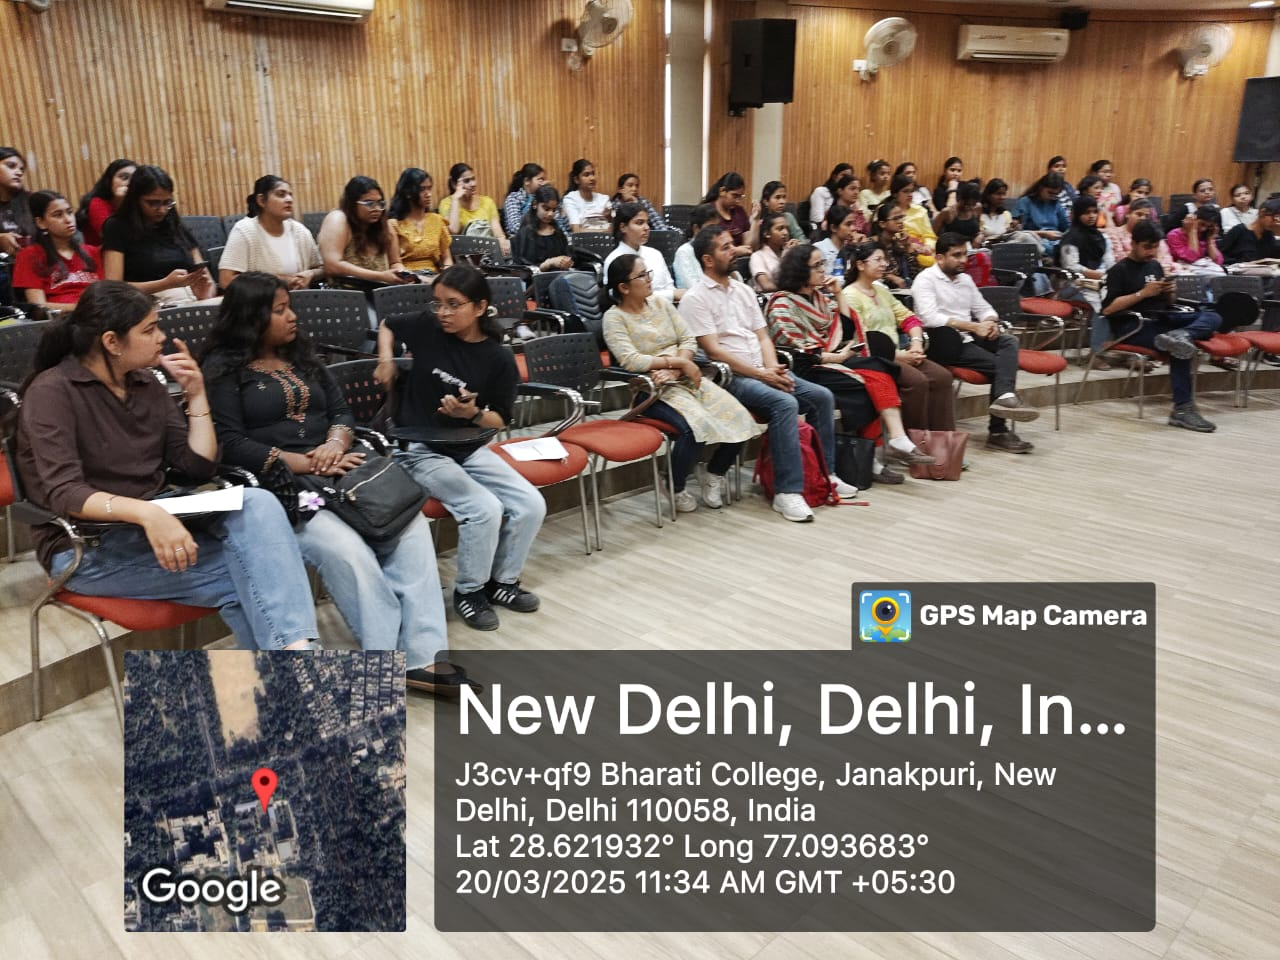 GPS Map Camera
New Delhi, Delhi, In...
J3cv+qf9 Bharati College, Janakpuri, New
Delhi, Delhi 110058, India
Lat 28.621932° Long 77.093683°
20/03/2025 11:34 AM GMT +05:30
Google